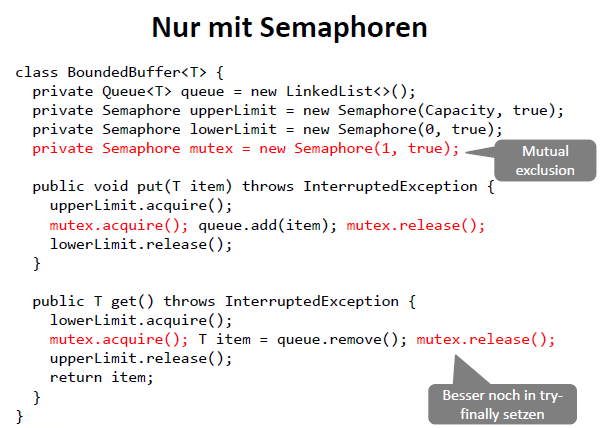 Nur mit Semaphoren
class BoundedBuffer<T> {
  private Queue<T> queue = new LinkedList<>();
  private Semaphore upperLimit = new Semaphore(Capacity, true);
  private Semaphore lowerLimit = new Semaphore(0, true);
  private Semaphore mutex = new Semaphore(1, true);
Mutual
exclusion
  public void put(T item) throws InterruptedException {
    upperLimit.acquire();
    mutex.acquire(); queue.add(item); mutex.release();
    lowerLimit.release();
  }
  public T get() throws InterruptedException {
    lowerLimit.acquire();
    mutex.acquire(); T item = queue.remove(); mutex.release();
    upperLimit.release();
    return item;
  }
}
Besser noch in try-
finally setzen